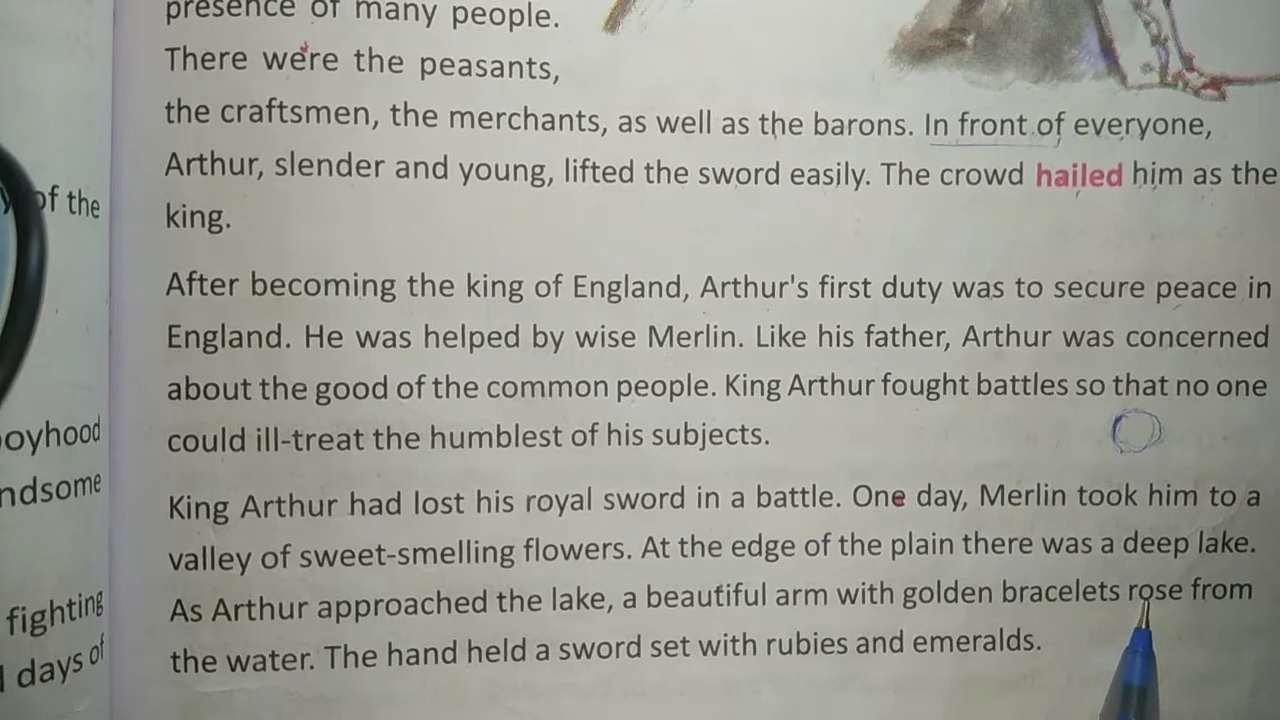 presence of many people.
There were the peasants,
the craftsmen, the merchants, as well as the barons. In front of everyone,
Arthur, slender and young, lifted the sword easily. The crowd hailed him as the
king.
After becoming the king of England, Arthur's first duty was to secure peace in
England. He was helped by wise Merlin. Like his father, Arthur was concerned
about the good of the common people. King Arthur fought battles so that no one
could ill-treat the humblest of his subjects.
King Arthur had lost his royal sword in a battle. One day, Merlin took him to a
valley of sweet-smelling flowers. At the edge of the plain there was a deep lake.
As Arthur approached the lake, a beautiful arm with golden bracelets rose from
the water. The hand held a sword set with rubies and emeralds.
of the
fighting
days of